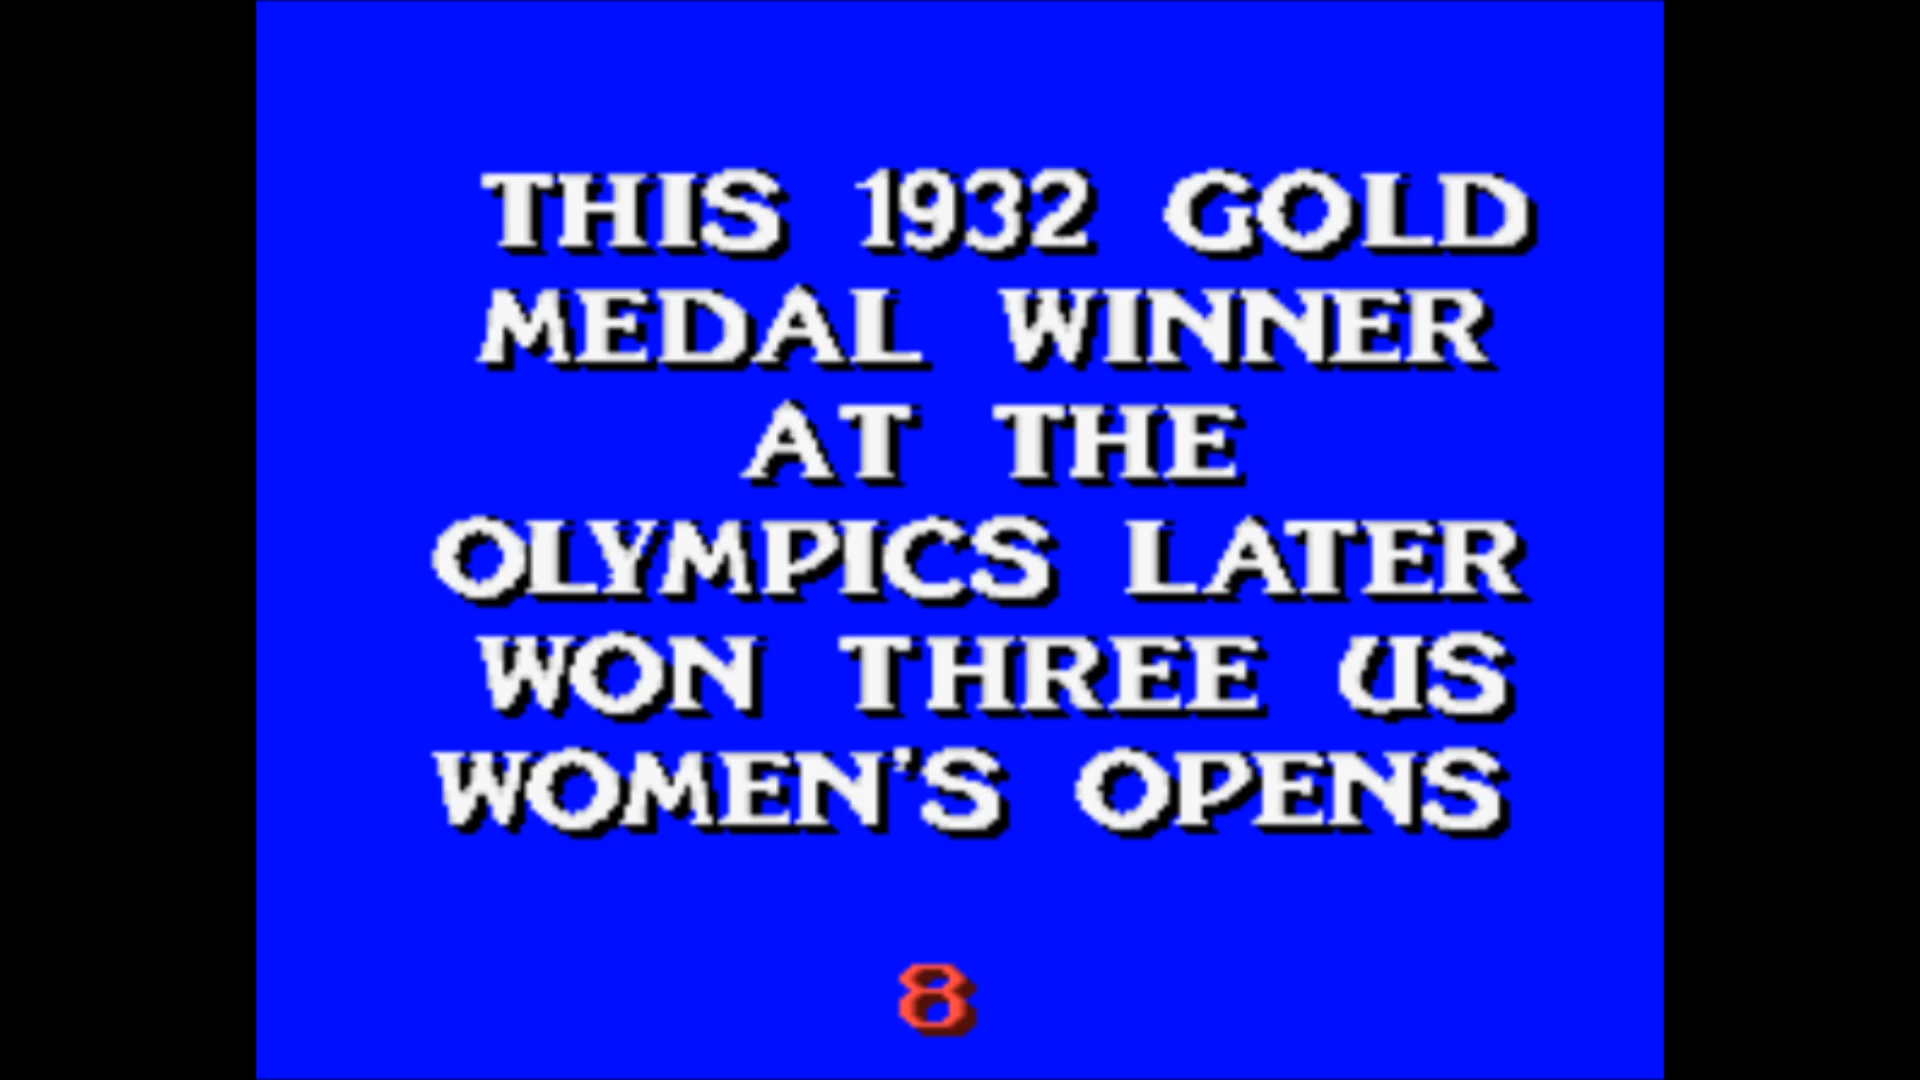 THIS 1932 GOLD
MEDAL WINNER
AT THE
OLYMPICS LATER
WON THREE US
WOMEN'S OPENS
8